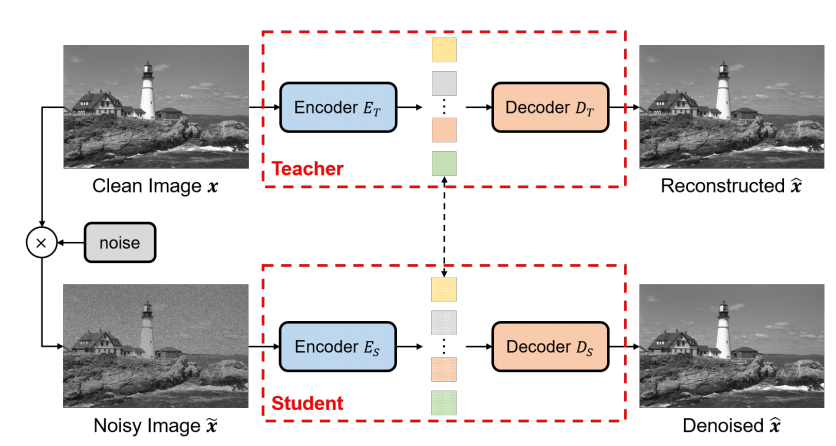 Encoder E_T
Decoder D_T
Teacher
Clean Image x
Reconstructed x̂
×
noise
Encoder E_S
Decoder D_S
Student
Noisy Image x̃
Denoised x̂